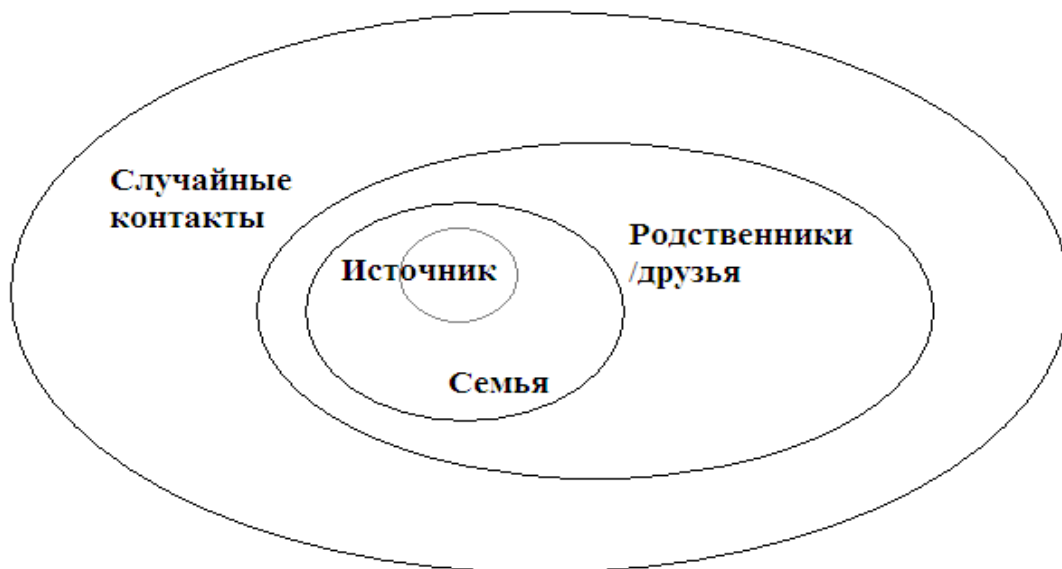 Случайные
контакты
Родственники
/друзья
Источник
Семья